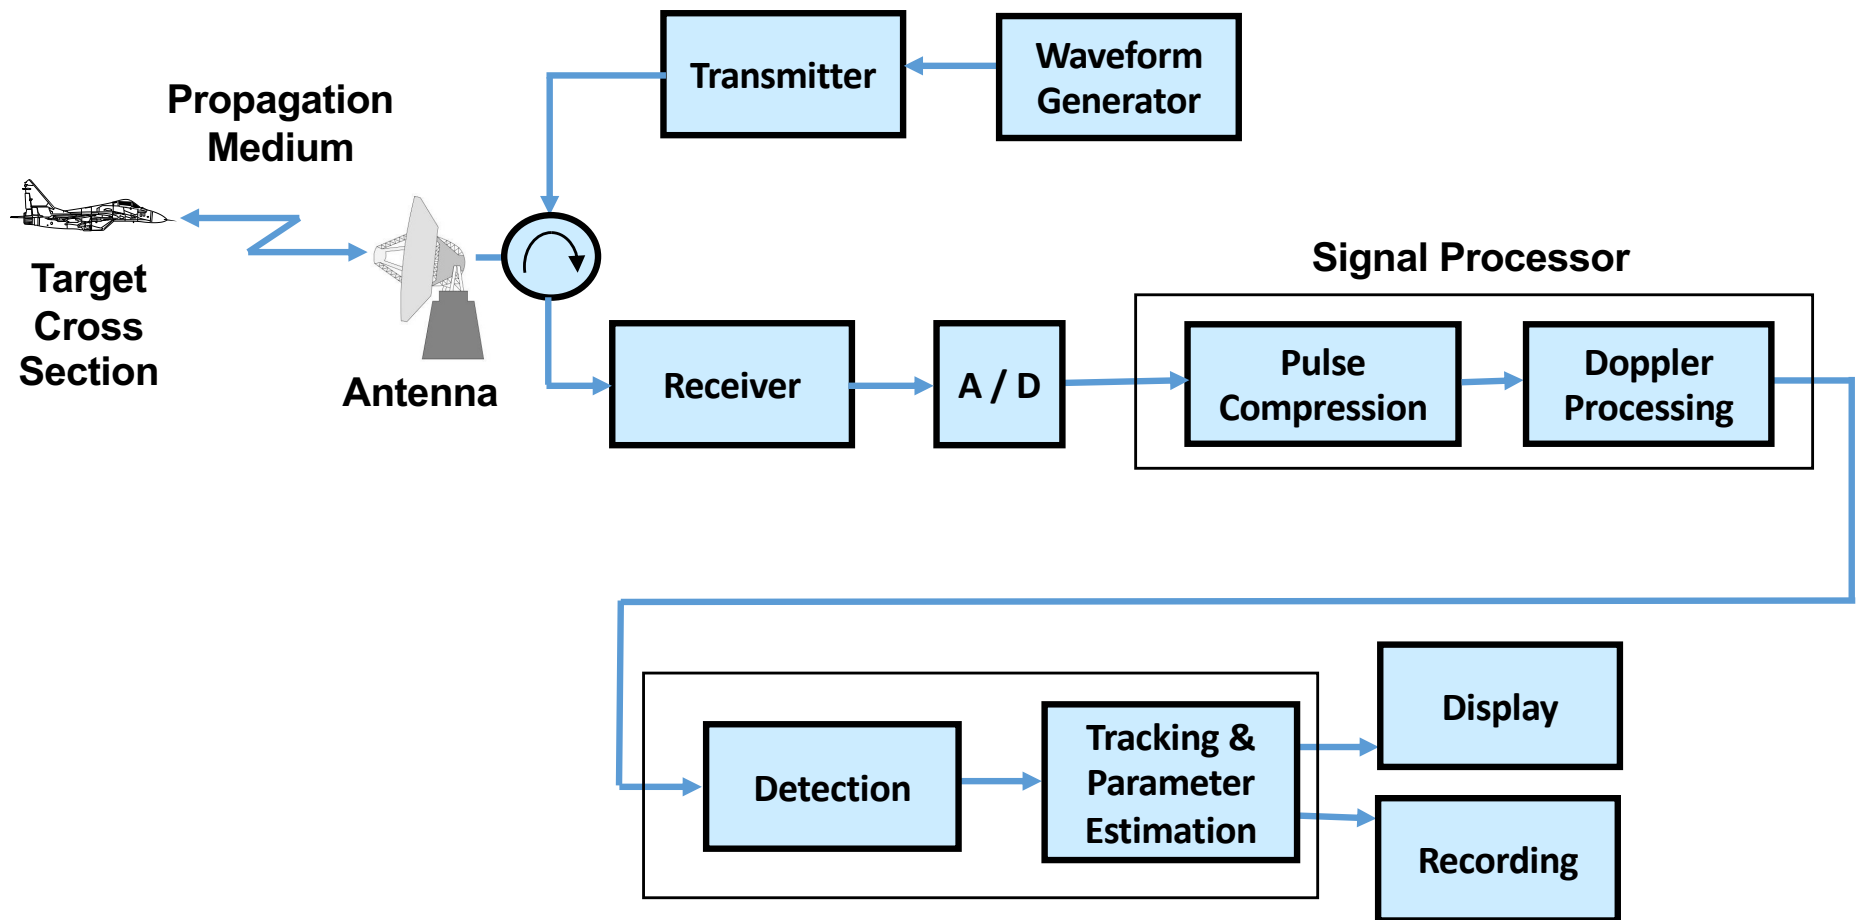 Transmitter
Waveform
Generator
Propagation
Medium
Target
Cross
Section
Antenna
Signal Processor
Receiver
A / D
Pulse
Compression
Doppler
Processing
Detection
Tracking &
Parameter
Estimation
Display
Recording